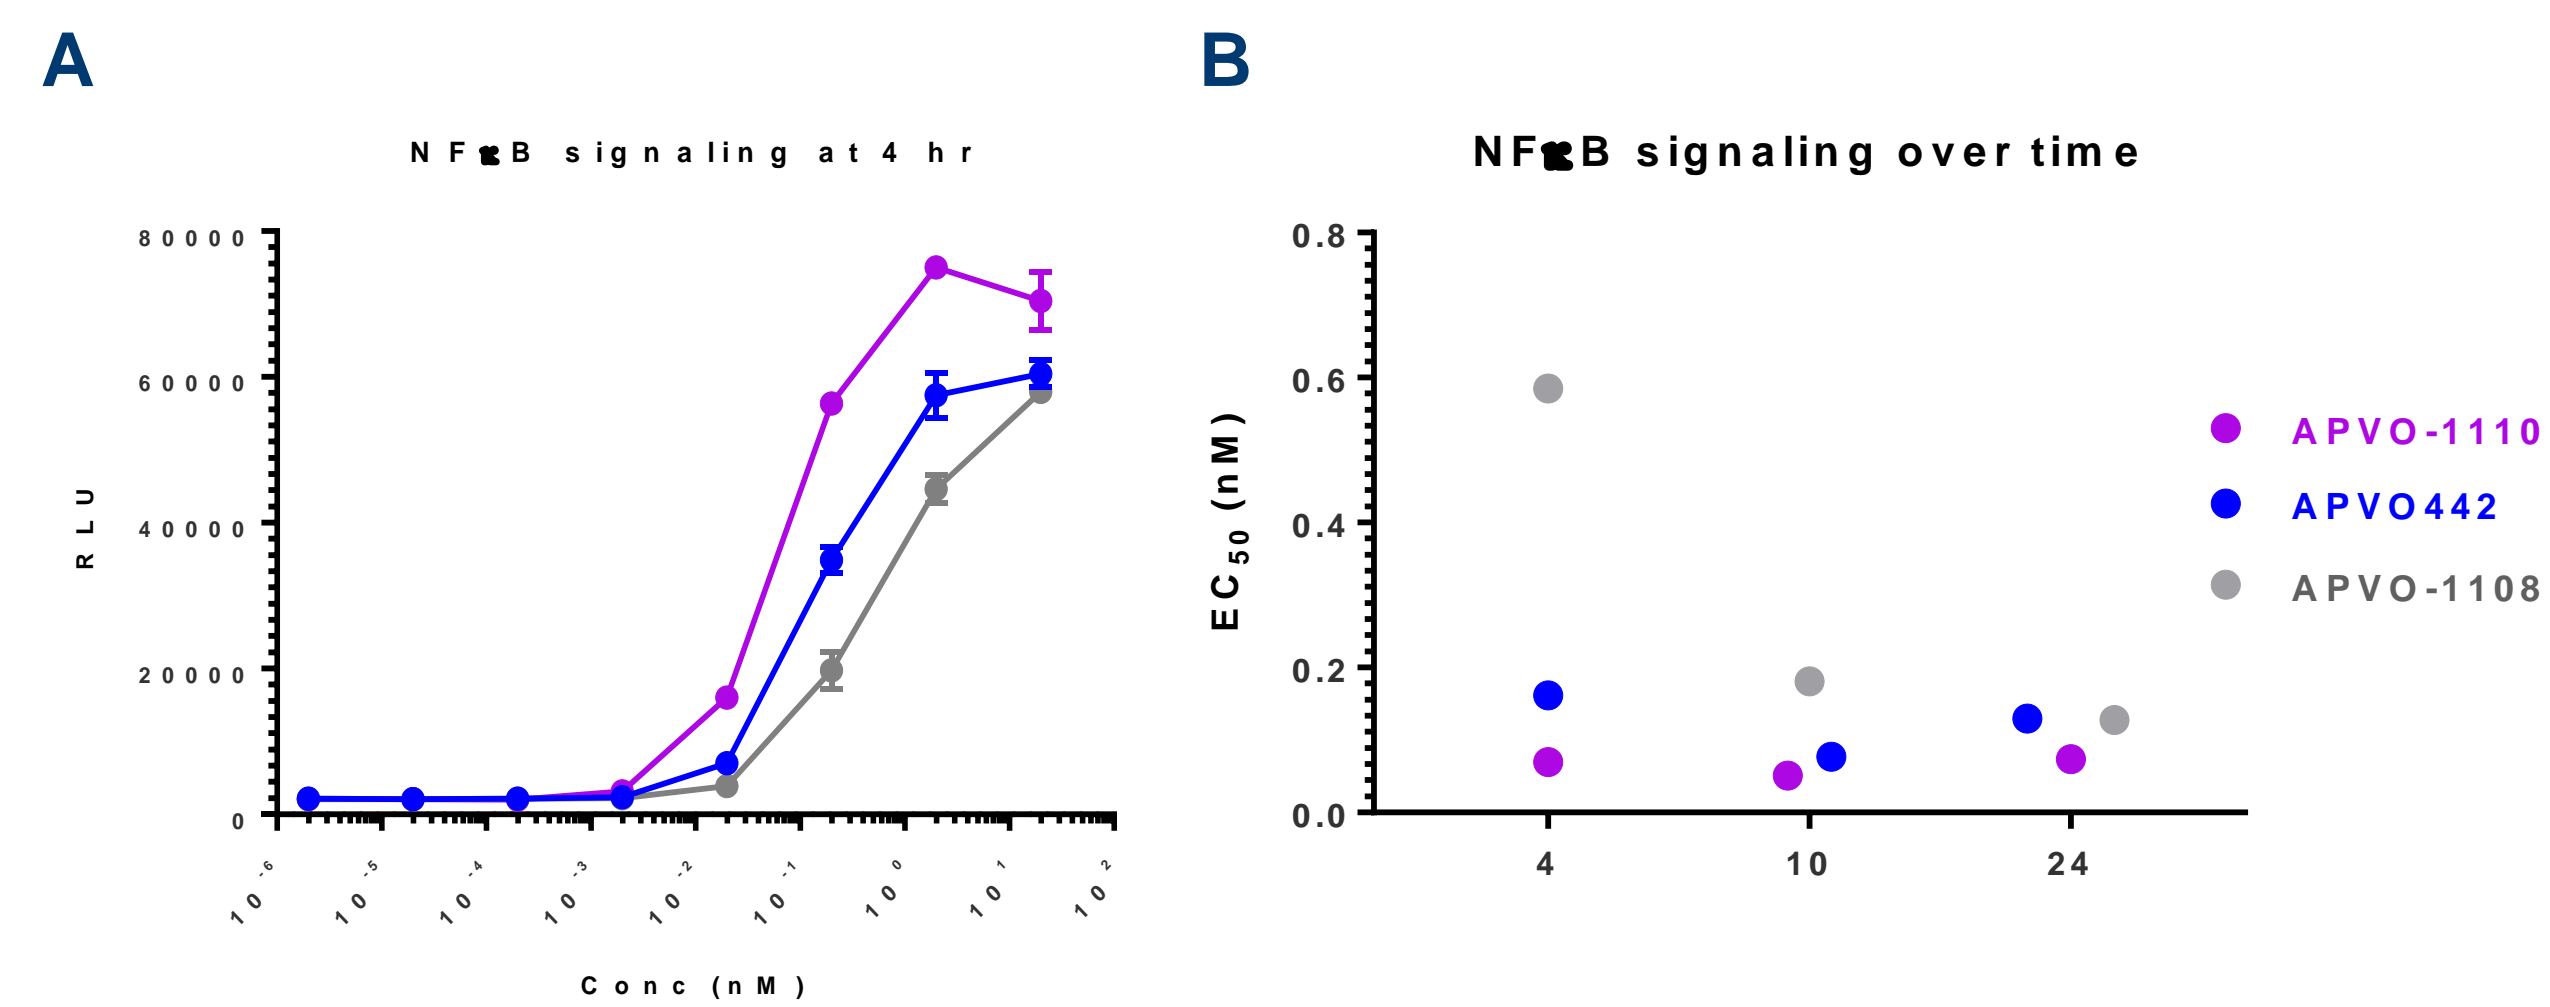 A
NFκB signaling at 4 hr
80000
60000
40000
20000
0
RLU
10-6
10-5
10-4
10-3
10-2
10-1
100
101
102
Conc (nM)
B
NFκB signaling over time
0.8
0.6
0.4
0.2
0.0
EC50 (nM)
4
10
24
APVO-1110
APVO442
APVO-1108